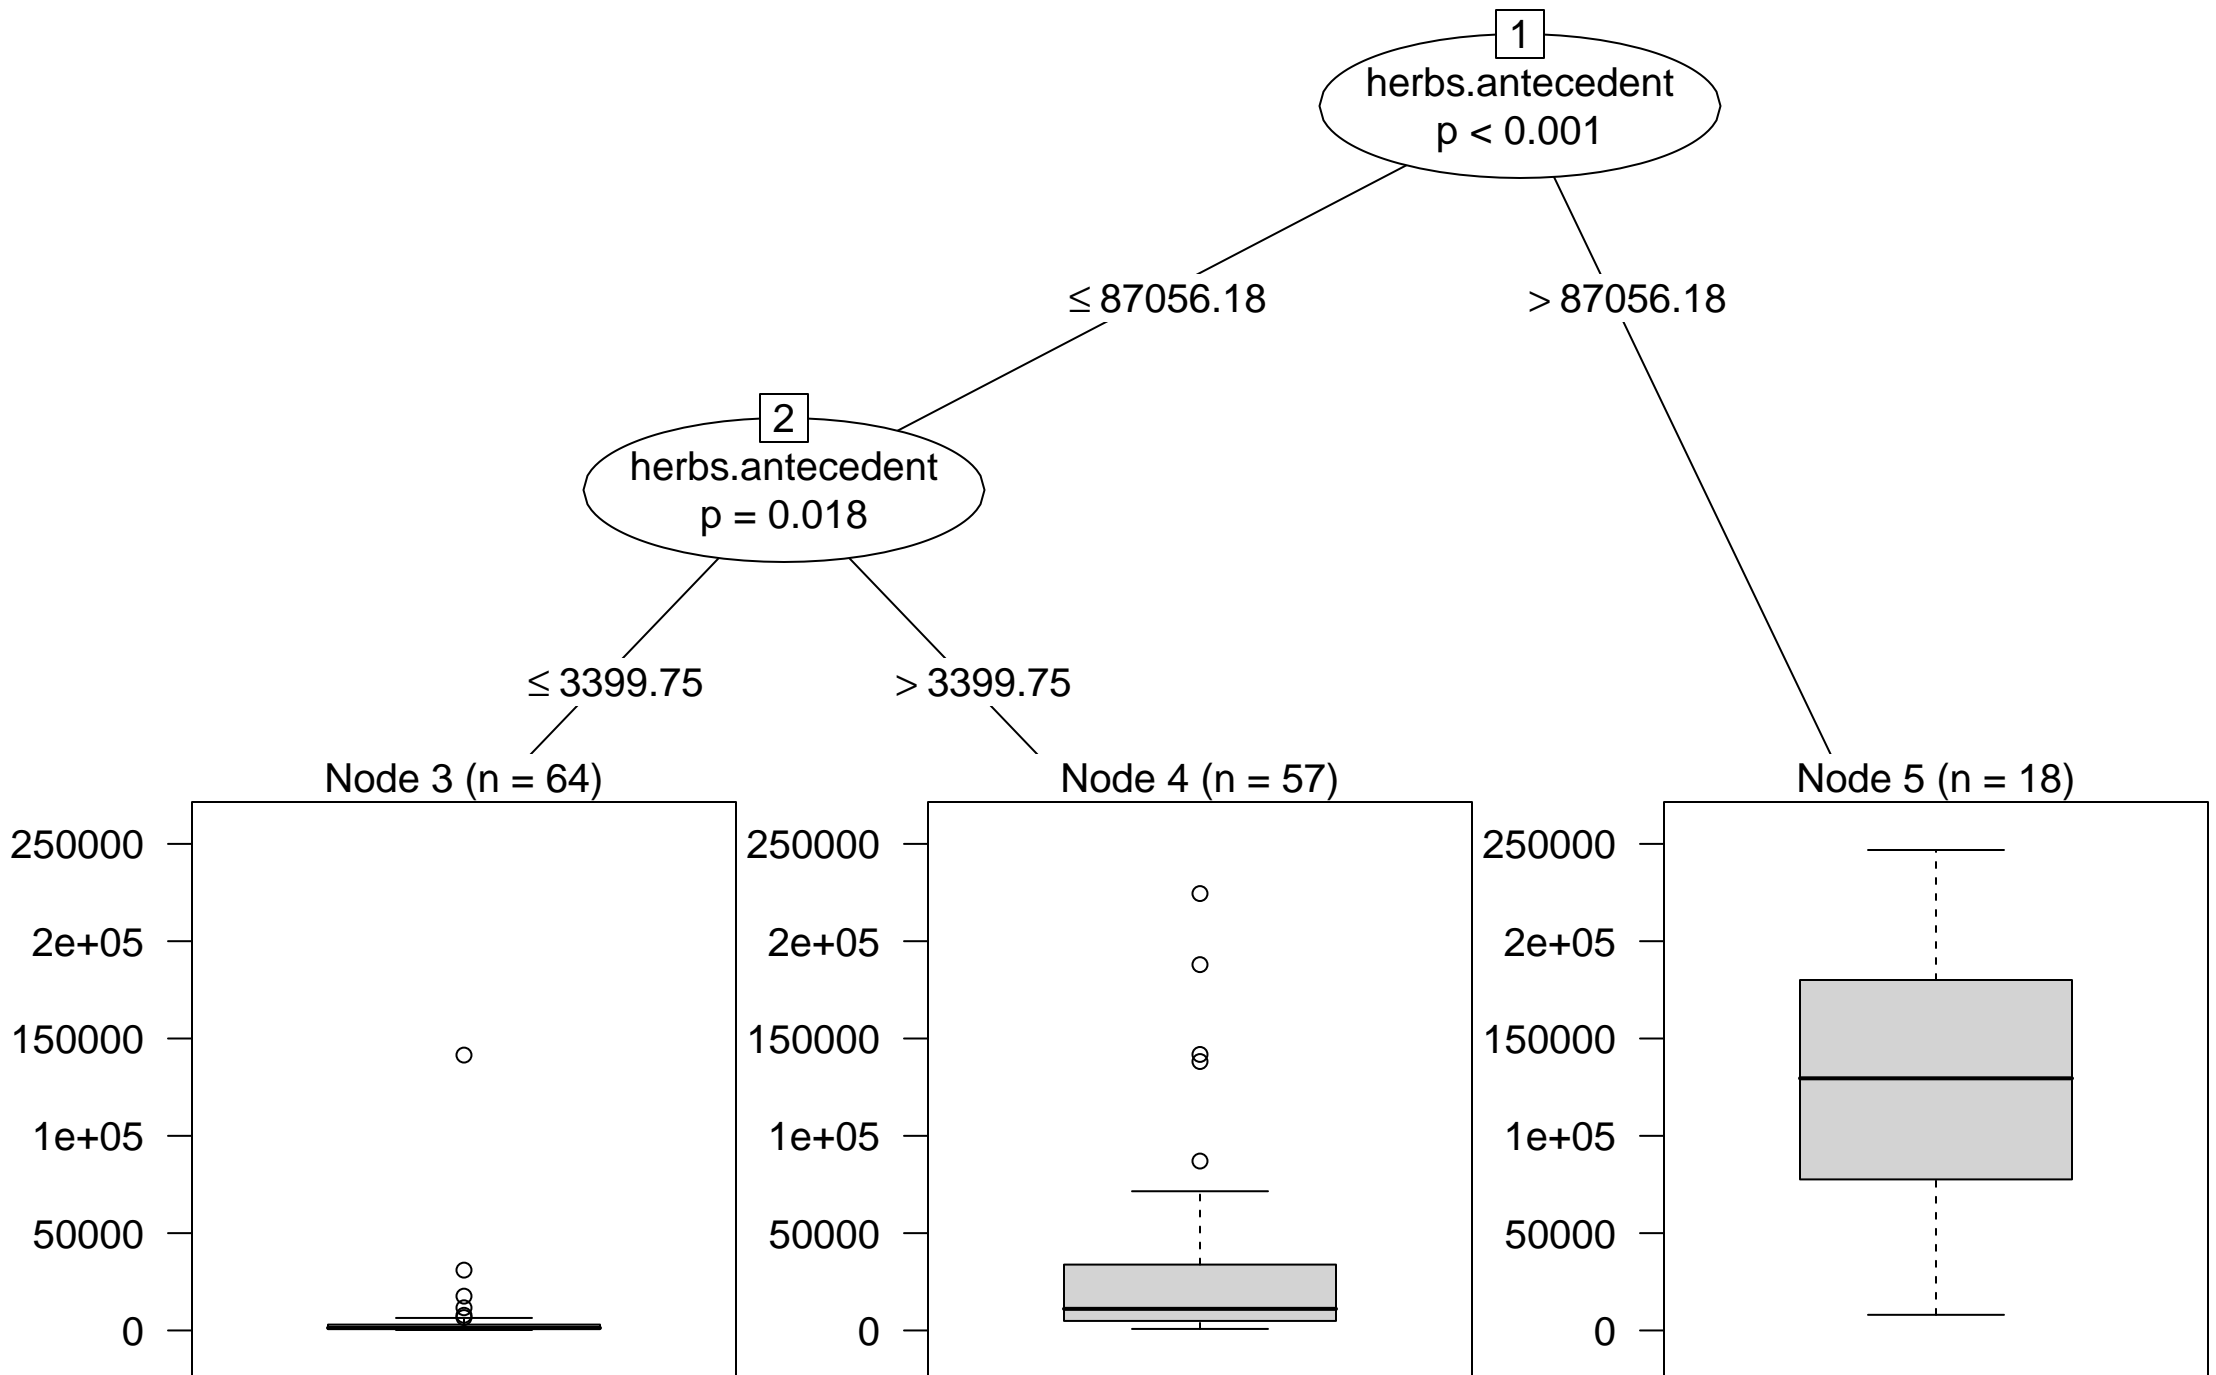 1
herbs.antecedent
p < 0.001
≤ 87056.18
> 87056.18
2
herbs.antecedent
p = 0.018
≤ 3399.75
> 3399.75
Node 3 (n = 64)
250000
2e+05
150000
1e+05
50000
0
Node 4 (n = 57)
250000
2e+05
150000
1e+05
50000
0
Node 5 (n = 18)
250000
2e+05
150000
1e+05
50000
0